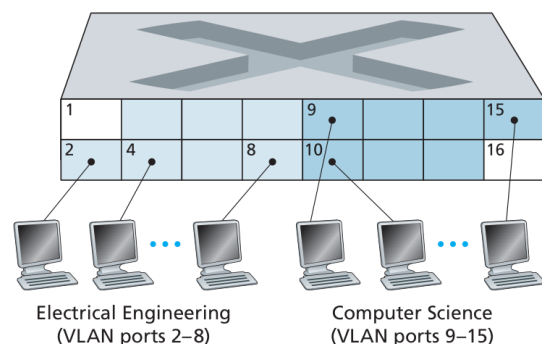 1 9 15
2 4 8 10 16
Electrical Engineering
(VLAN ports 2–8)
Computer Science
(VLAN ports 9–15)